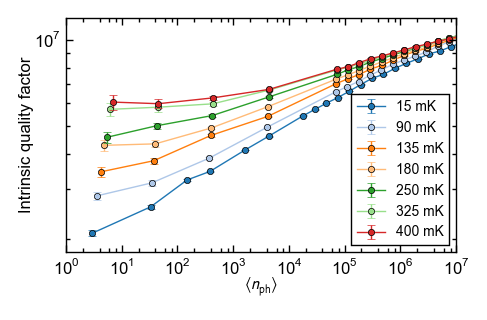 10⁷
Intrinsic quality factor
15 mK
90 mK
135 mK
180 mK
250 mK
325 mK
400 mK
10⁰ 10¹ 10² 10³ 10⁴ 10⁵ 10⁶ 10⁷
⟨n_ph⟩